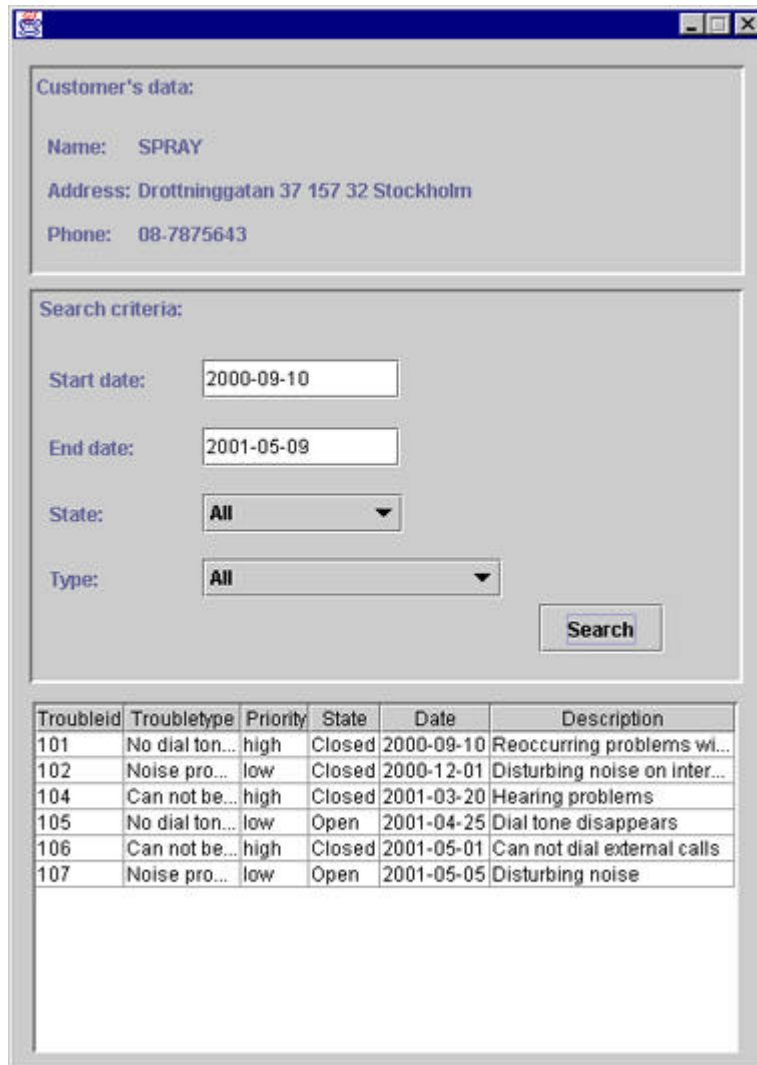 Customer's data:
Name: SPRAY
Address: Drottninggatan 37 157 32 Stockholm
Phone: 08-7875643
Search criteria:
Start date: 2000-09-10
End date: 2001-05-09
State: All
Type: All
Search
Troubleid Troubletype Priority State Date Description
101 No dial ton... high Closed 2000-09-10 Reoccurring problems wi...
102 Noise pro... low Closed 2000-12-01 Disturbing noise on inter...
104 Can not be... high Closed 2001-03-20 Hearing problems
105 No dial ton... low Open 2001-04-25 Dial tone disappears
106 Can not be... high Closed 2001-05-01 Can not dial external calls
107 Noise pro... low Open 2001-05-05 Disturbing noise